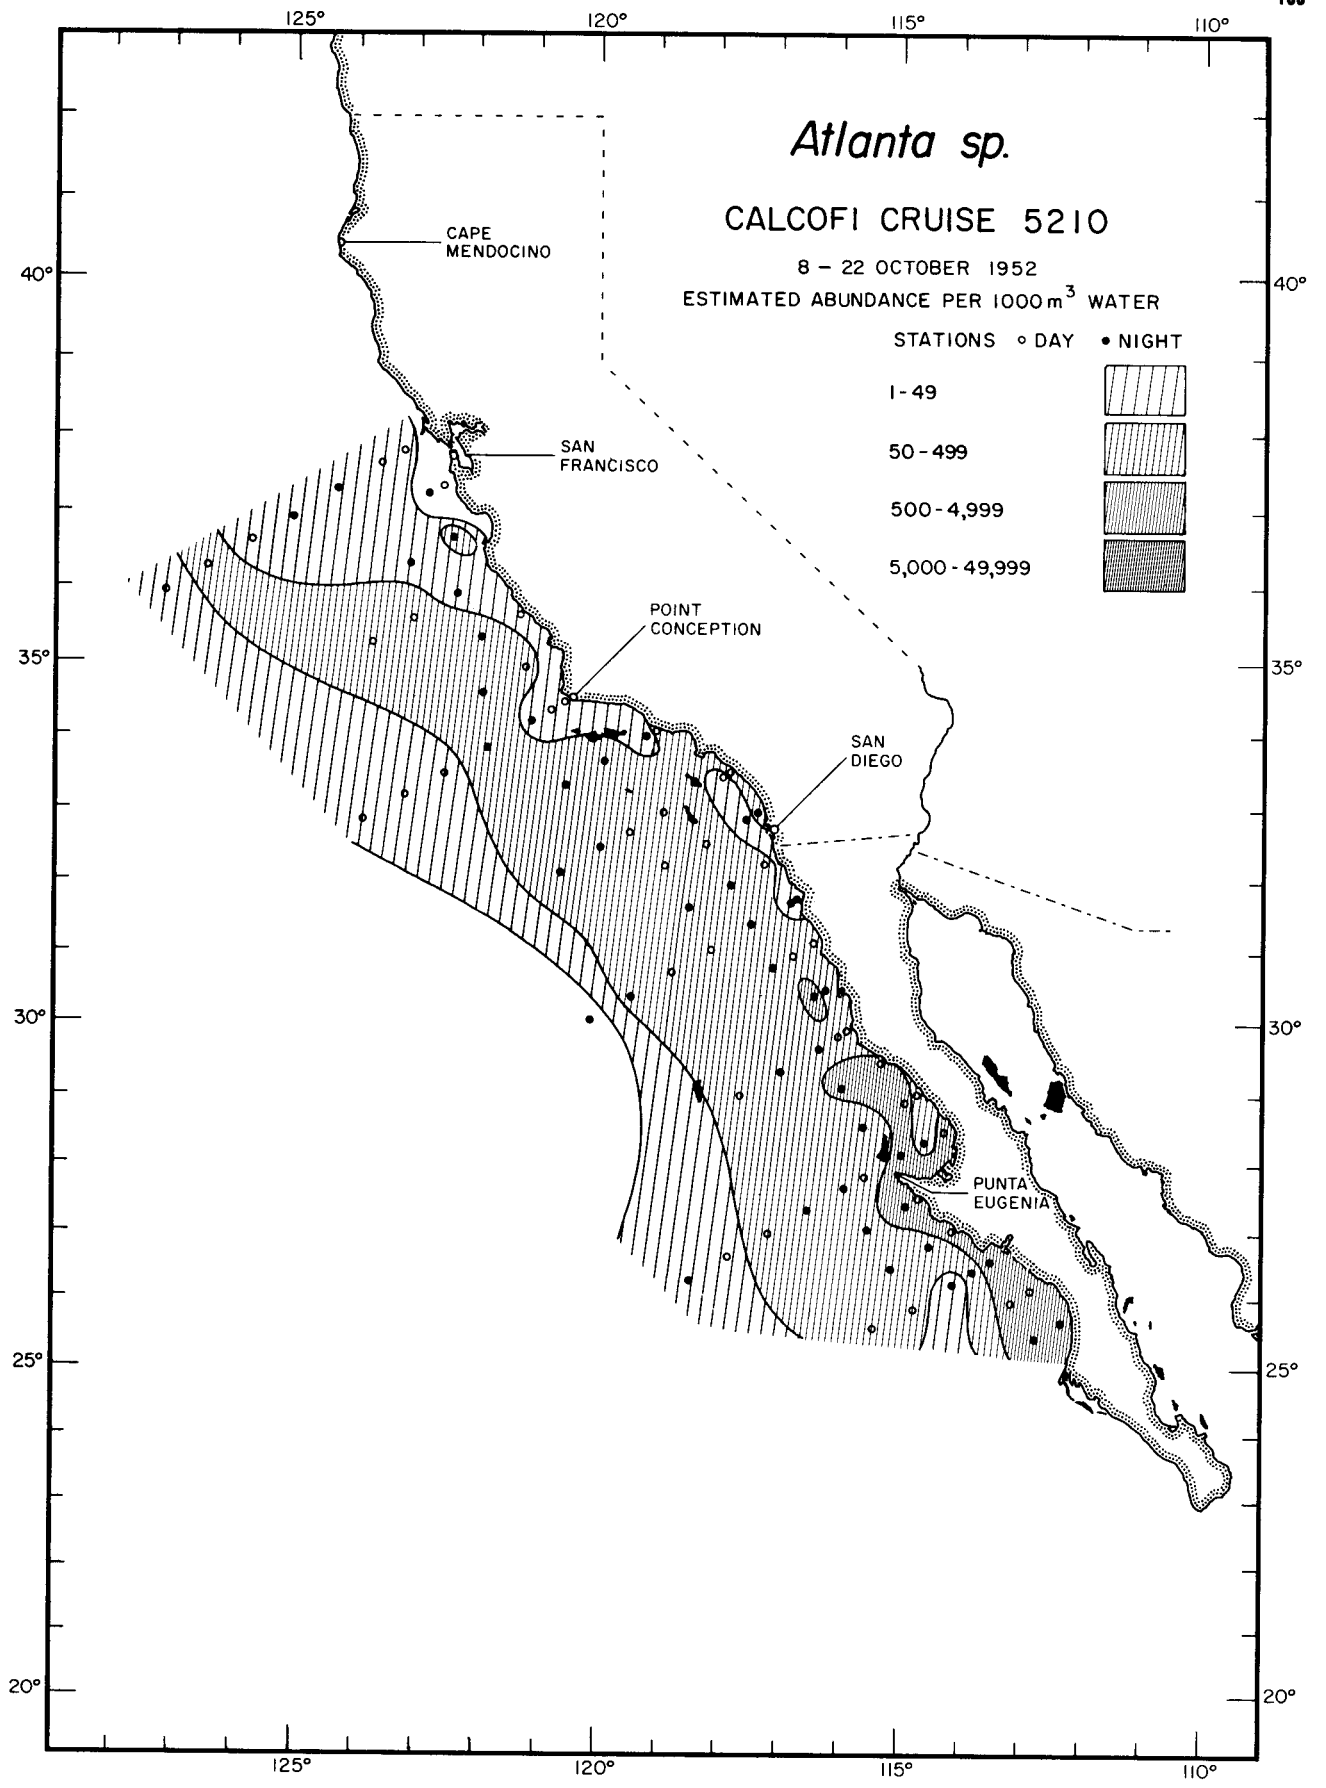 125° 120° 115° 110°
Atlanta sp.
CALCOFI CRUISE 5210
8 – 22 OCTOBER 1952
ESTIMATED ABUNDANCE PER 1000m³ WATER
STATIONS ○ DAY ● NIGHT
1-49
50-499
500-4,999
5,000-49,999
CAPE
MENDOCINO
40° 40°
SAN
FRANCISCO
POINT
CONCEPTION
35° 35°
SAN
DIEGO
30° 30°
PUNTA
EUGENIA
25° 25°
20° 20°
125° 120° 115° 110°